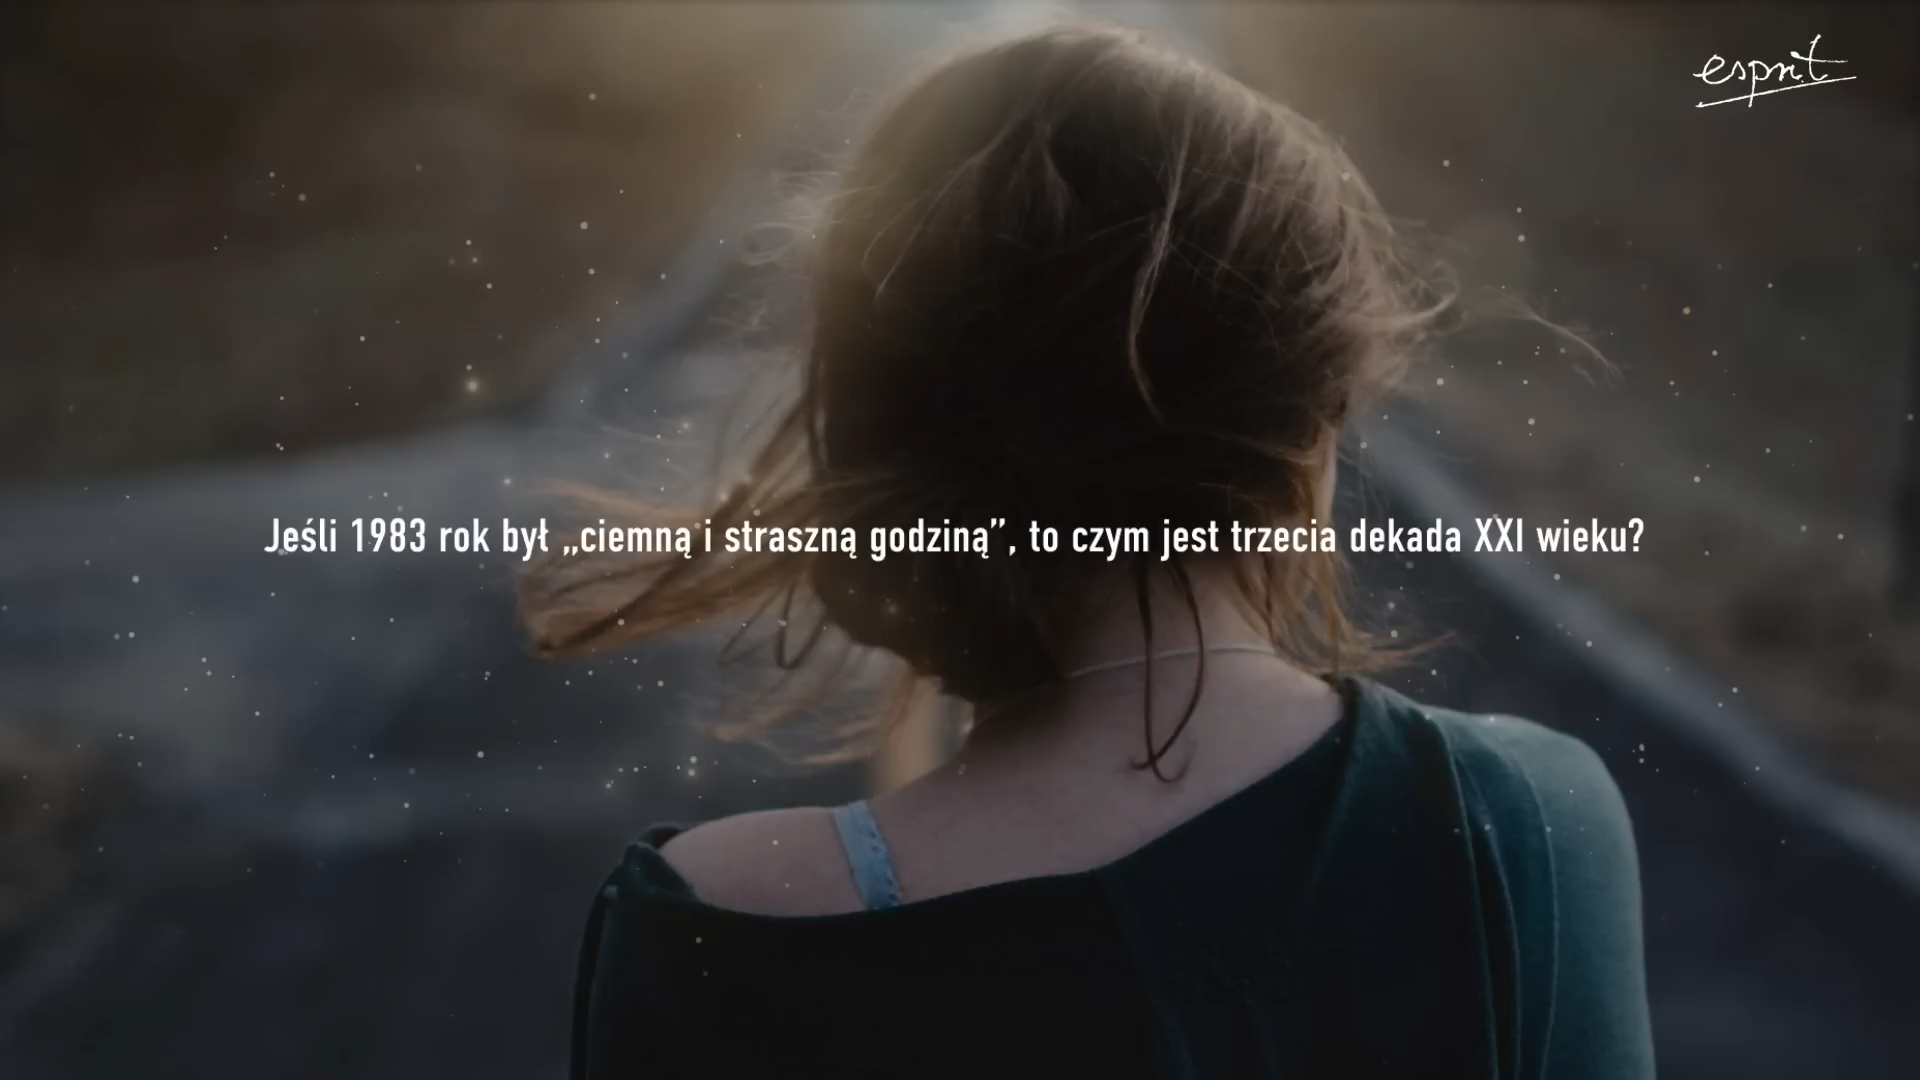 esprit
Jeśli 1983 rok był „ciemną i straszną godziną”, to czym jest trzecia dekada XXI wieku?